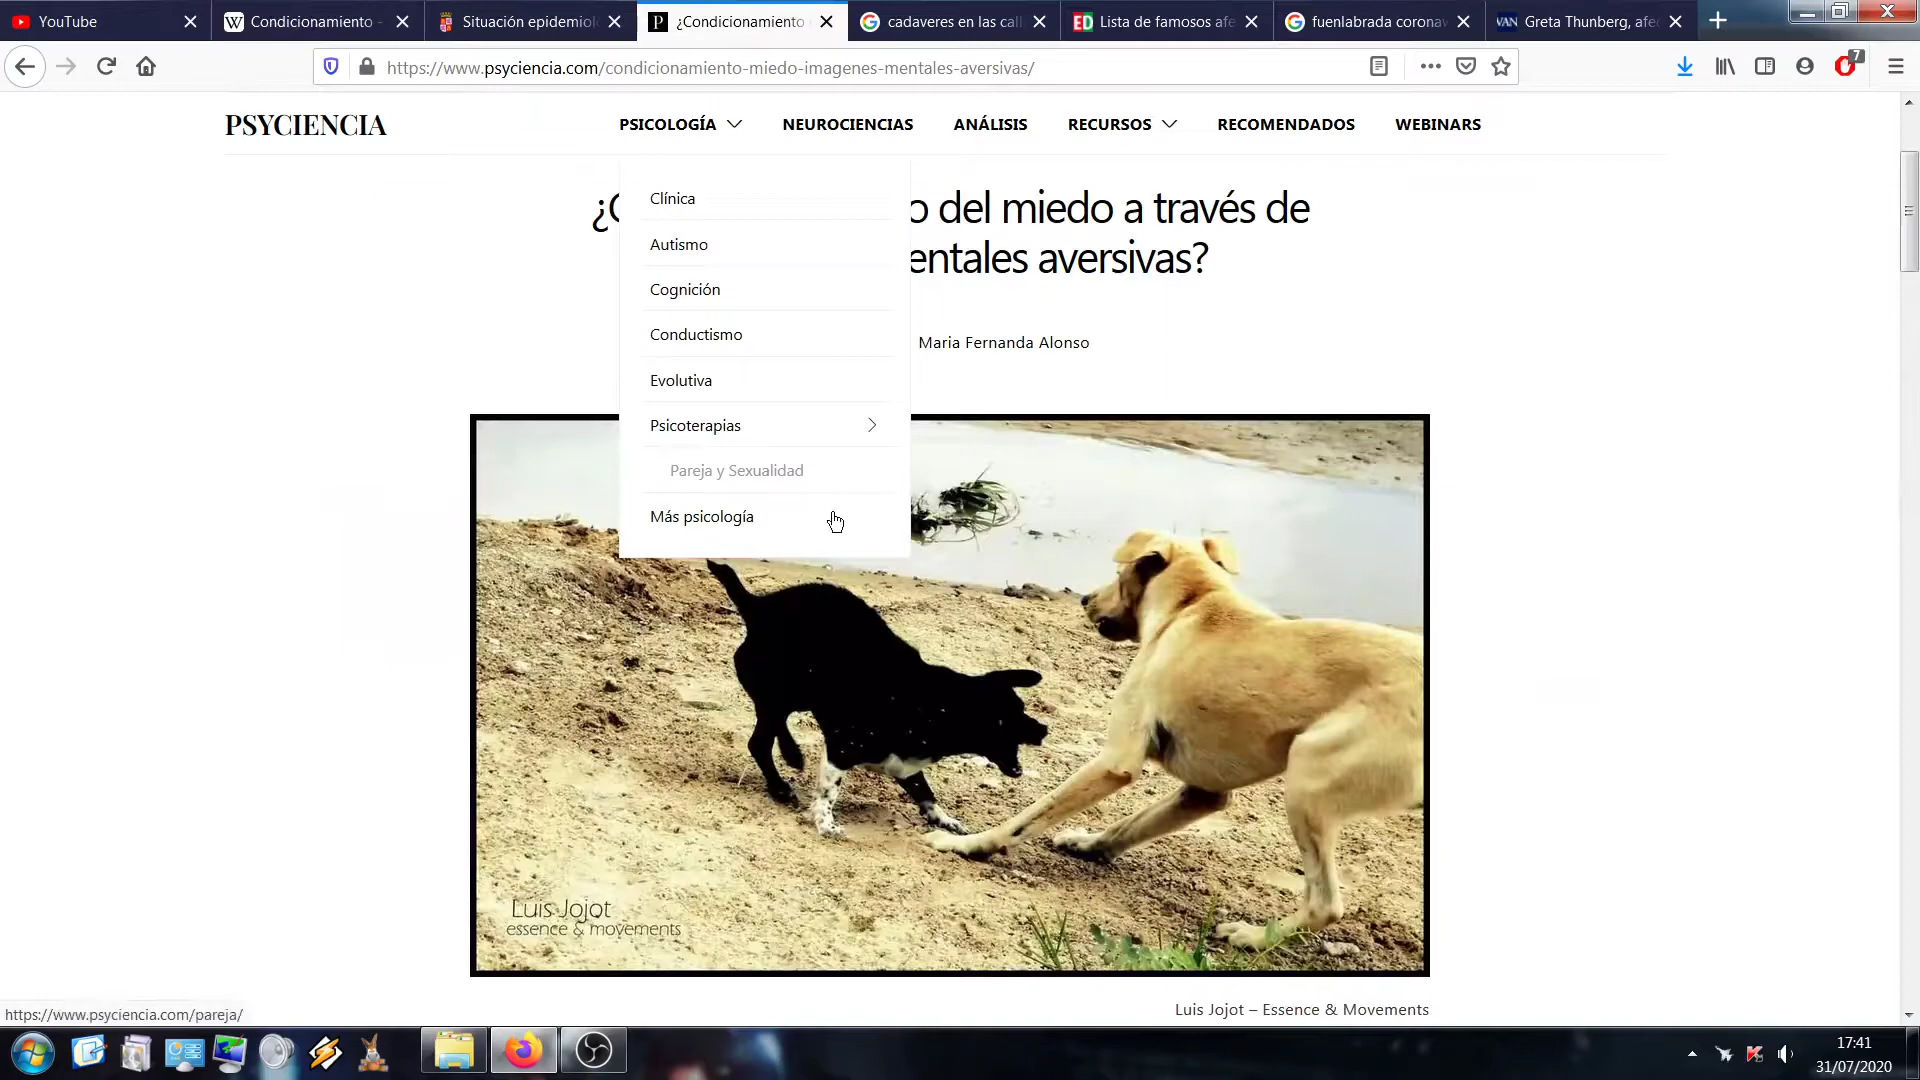 YouTube
Condicionamiento -
Situación epidemiol
¿Condicionamiento
cadaveres en las call
Lista de famosos afe
fuenlabrada corona
Greta Thunberg, afe
https://www.psyciencia.com/condicionamiento-miedo-imagenes-mentales-aversivas/
7
PSYCIENCIA
PSICOLOGÍA
NEUROCIENCIAS
ANÁLISIS
RECURSOS
RECOMENDADOS
WEBINARS
¿C o del miedo a través de
entales aversivas?
Maria Fernanda Alonso
Clínica
Autismo
Cognición
Conductismo
Evolutiva
Psicoterapias
Pareja y Sexualidad
Más psicología
Luis Jojot
essence & movements
Luis Jojot – Essence & Movements
https://www.psyciencia.com/pareja/
17:41
31/07/2020